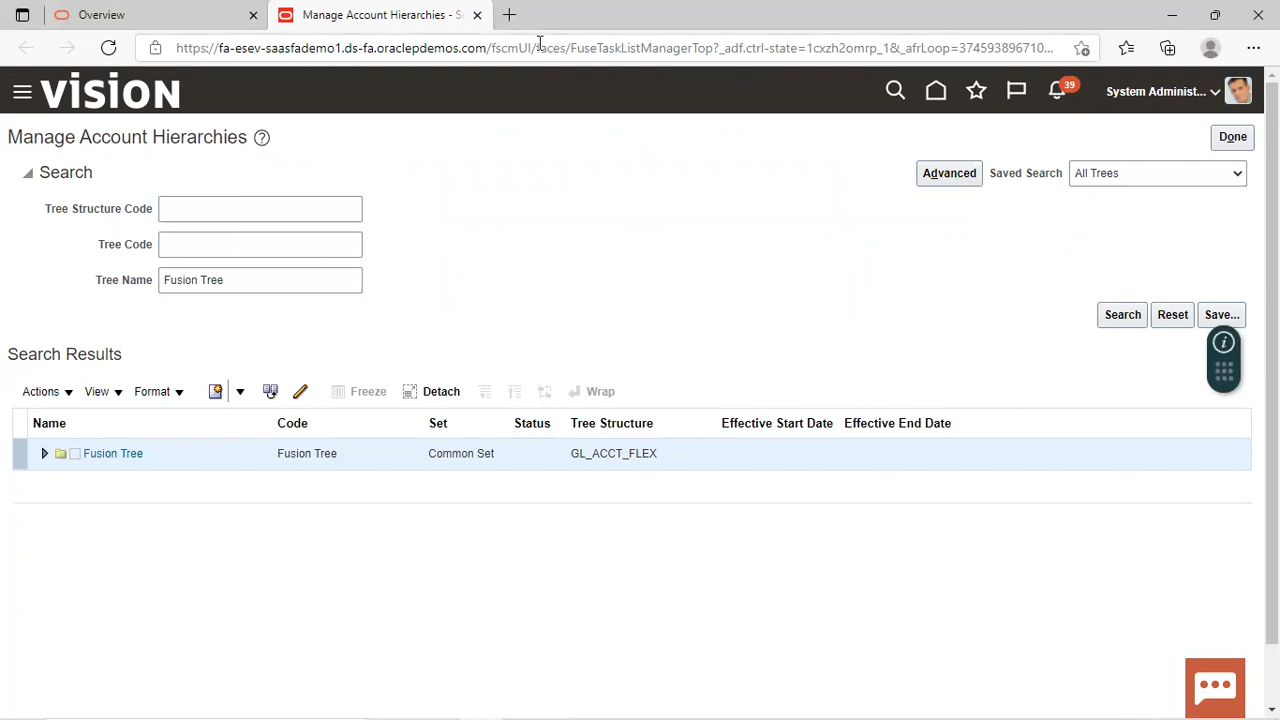 Overview
Manage Account Hierarchies - Se
https://fa-esev-saasfademo1.ds-fa.oraclepdemos.com/fscmUI/faces/FuseTaskListManagerTop?_adf.ctrl-state=1cxzh2omrp_1&_afrLoop=374593896710...
vision
39
System Administ...
Manage Account Hierarchies
Done
Search
Advanced Saved Search All Trees
Tree Structure Code
Tree Code
Tree Name Fusion Tree
Search Reset Save...
Search Results
Actions View Format Freeze Detach Wrap
Name Code Set Status Tree Structure Effective Start Date Effective End Date
Fusion Tree Fusion Tree Common Set GL_ACCT_FLEX